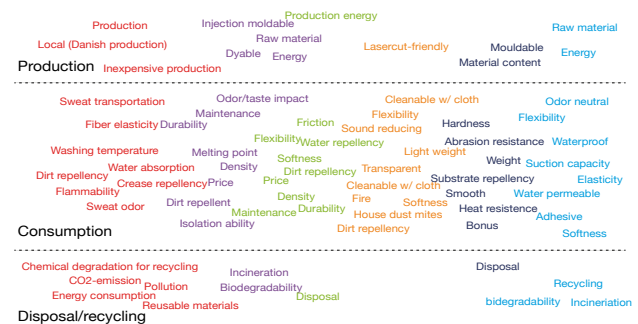 Production energy
Production
Injection moldable
Raw material
Raw material
Local (Danish production)
Lasercut-friendly
Mouldable
Dyable
Energy
Energy
Material content
Production
Inexpensive production
Sweat transportation
Odor/taste impact
Cleanable w/ cloth
Odor neutral
Maintenance
Flexibility
Flexibility
Fiber elasticity
Durability
Friction
Sound reducing
Hardness
Flexibility
Water repellency
Abrasion resistance
Waterproof
Washing temperature
Melting point
Light weight
Softness
Weight
Suction capacity
Water absorption
Density
Dirt repellency
Transparent
Dirt repellency
Crease repellency
Price
Price
Substrate repellency
Elasticity
Flammability
Cleanable w/ cloth
Smooth
Water permeable
Sweat odor
Dirt repellent
Density
Fire
Softness
Maintenance
Durability
House dust mites
Heat resistence
Adhesive
Isolation ability
Dirt repellency
Bonus
Consumption
Softness
Chemical degradation for recycling
Incineration
Disposal
CO2-emission
Pollution
Biodegradability
Recycling
Energy consumption
Disposal
Reusable materials
bidegradability
Incineriation
Disposal/recycling